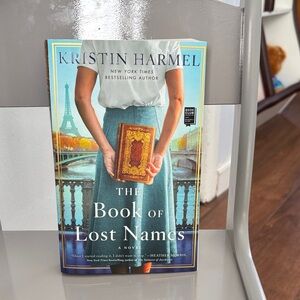 KRISTIN HARMEL
NEW YORK TIMES
BESTSELLING AUTHOR
THE
Book OF
Lost Names
A NOVEL